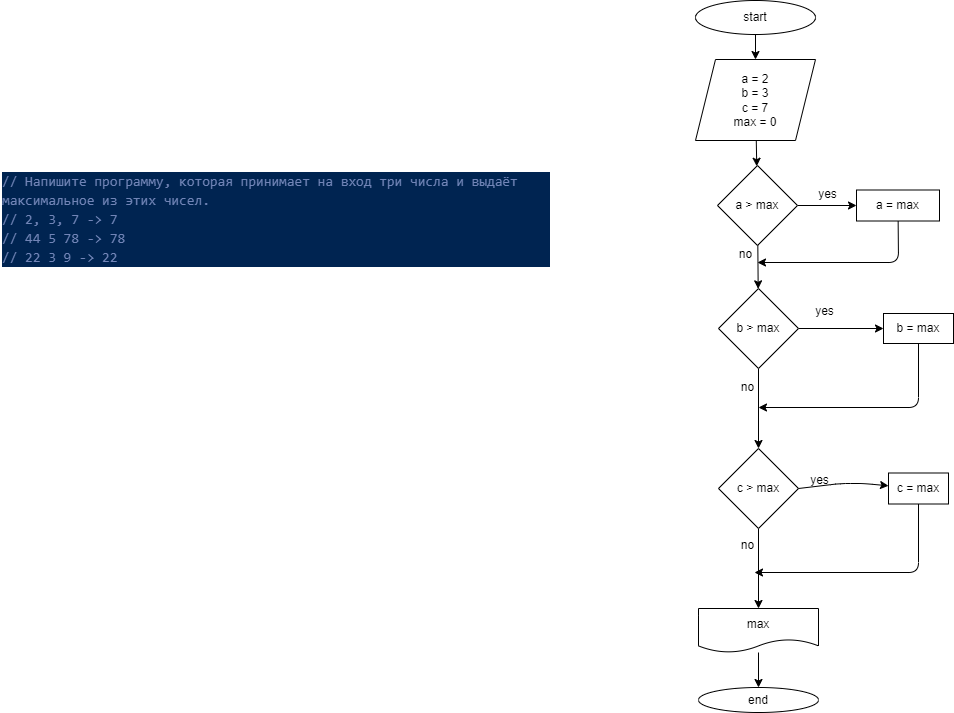 // Напишите программу, которая принимает на вход три числа и выдаёт
максимальное из этих чисел.
// 2, 3, 7 -> 7
// 44 5 78 -> 78
// 22 3 9 -> 22
start
a = 2
b = 3
c = 7
max = 0
a > max
yes
a = max
no
b > max
yes
b = max
no
c > max
yes
c = max
no
max
end